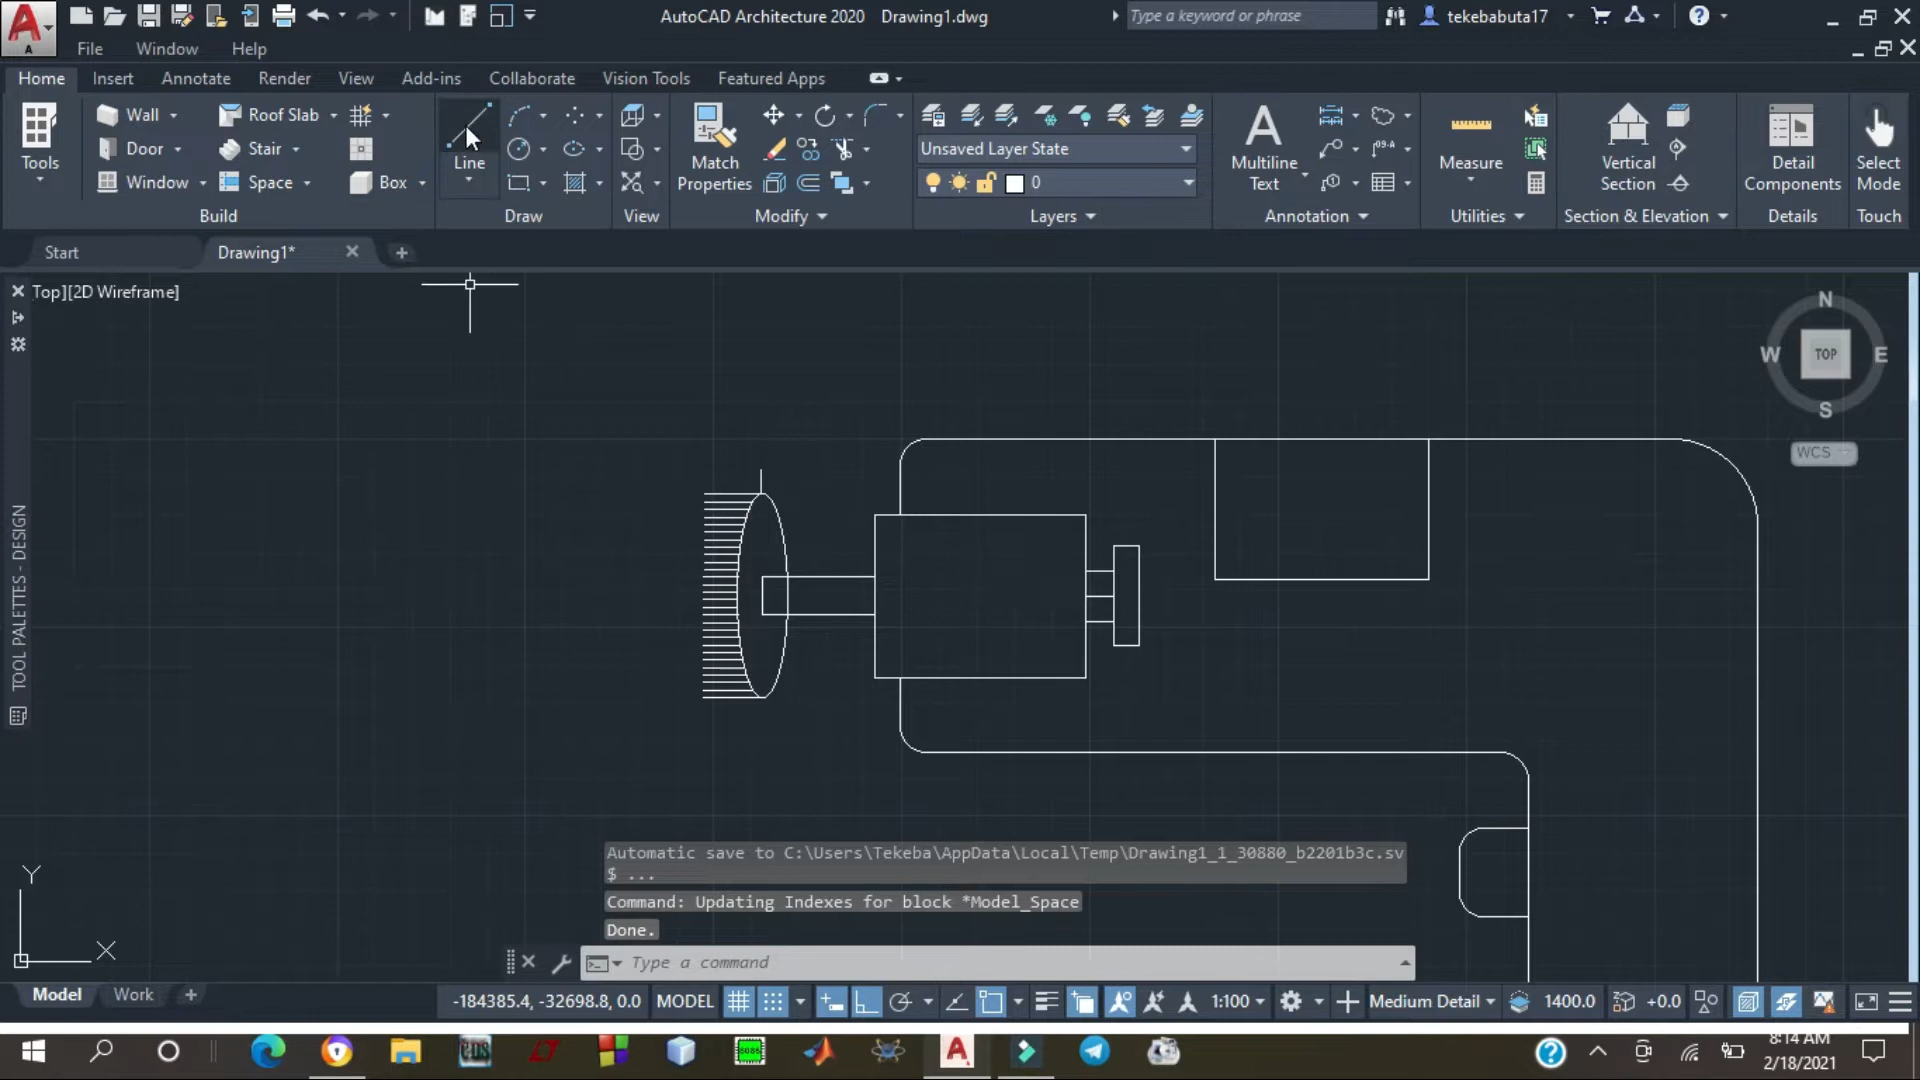 AutoCAD Architecture 2020 Drawing1.dwg
Type a keyword or phrase
tekebabuta17
A
File Window Help
Home Insert Annotate Render View Add-ins Collaborate Vision Tools Featured Apps
Tools
Wall
Door
Window
Roof Slab
Stair
Space
Box
Build
Line
Draw
View
Match
Properties
Modify
Unsaved Layer State
0
Layers
Multiline
Text
Annotation
Measure
Utilities
Vertical
Section
Section & Elevation
Detail
Components
Details
Select
Mode
Touch
Start
Drawing1*
Top][2D Wireframe]
N
W TOP E
S
WCS
TOOL PALETTES - DESIGN
Automatic save to C:\Users\Tekeba\AppData\Local\Temp\Drawing1_1_30880_b2201b3c.sv
$ ...
Command: Updating Indexes for block *Model_Space
Done.
Type a command
Y
X
Model Work
-184385.4, -32698.8, 0.0 MODEL 1:100 Medium Detail 1400.0 +0.0
8:14 AM
2/18/2021